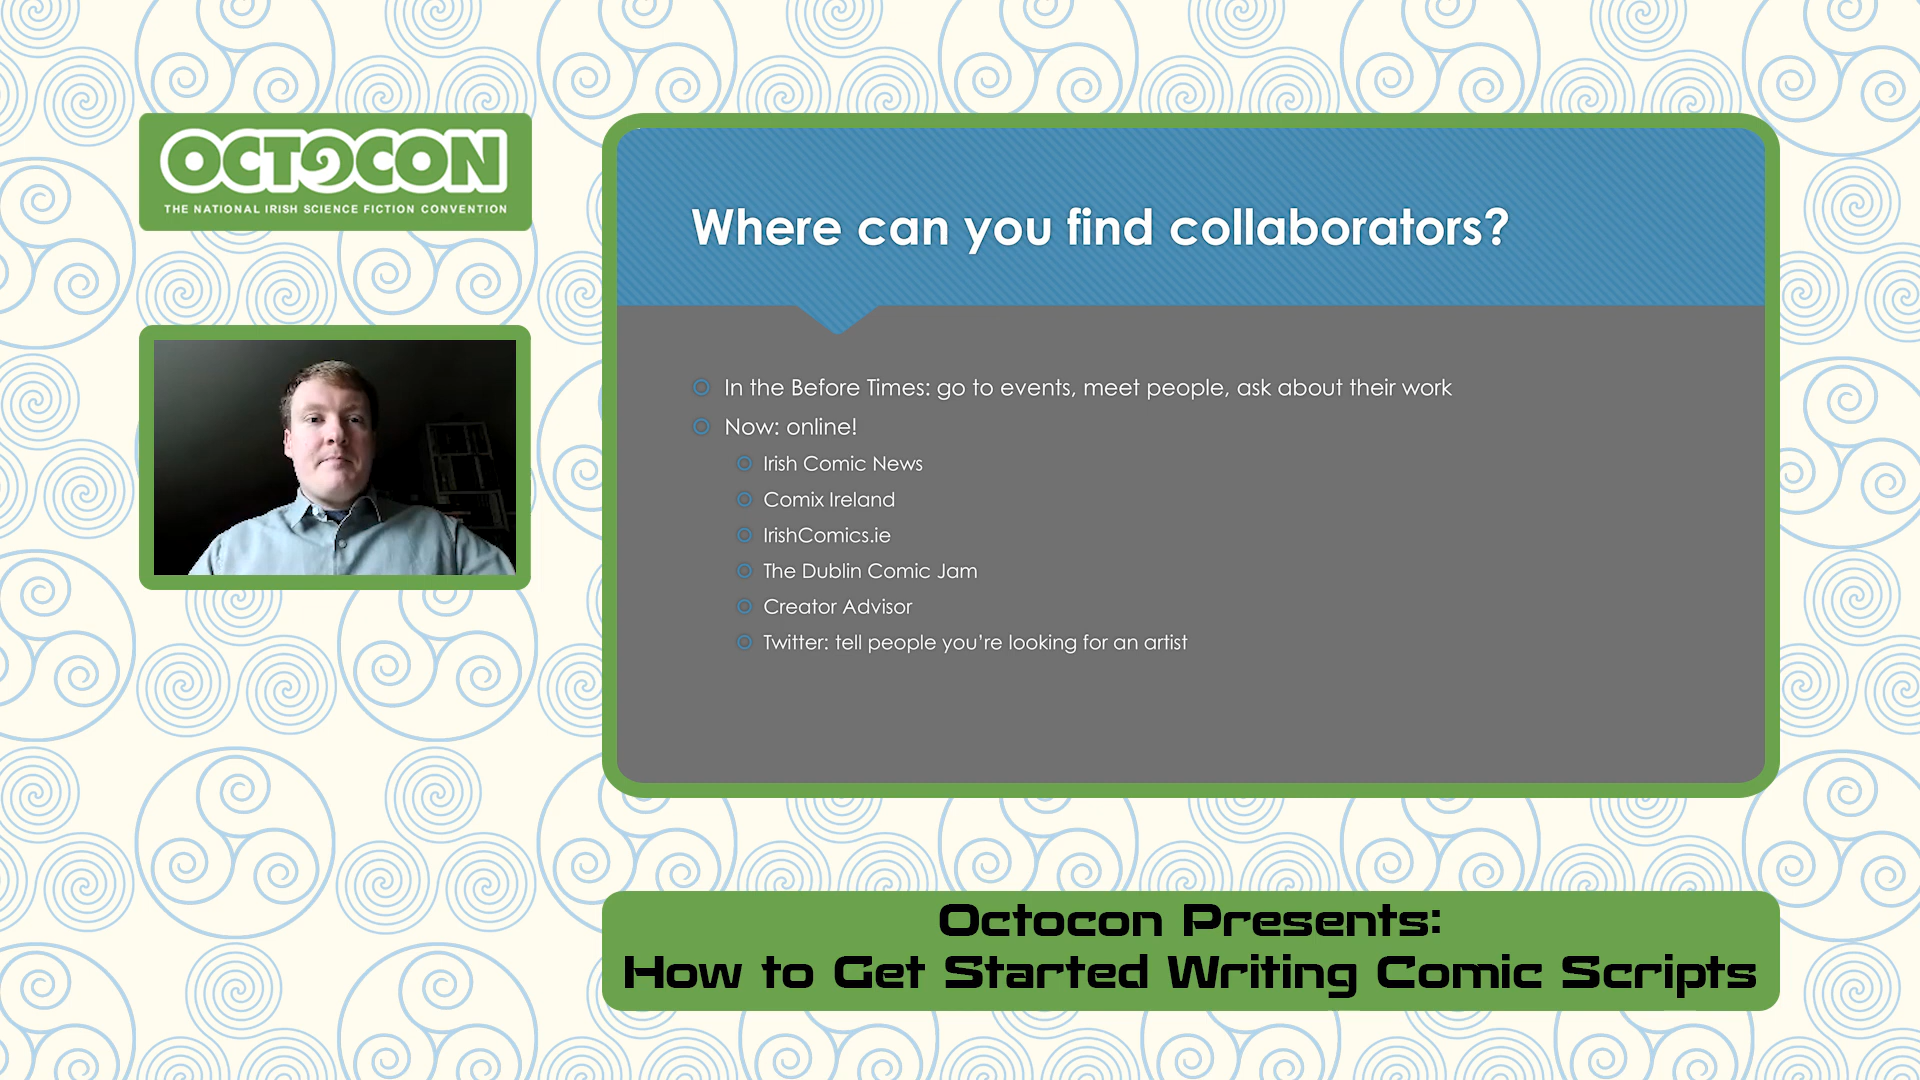 OCTOCON
THE NATIONAL IRISH SCIENCE FICTION CONVENTION
Where can you find collaborators?
In the Before Times: go to events, meet people, ask about their work
Now: online!
Irish Comic News
Comix Ireland
IrishComics.ie
The Dublin Comic Jam
Creator Advisor
Twitter: tell people you're looking for an artist
Octocon Presents:
How to Get Started Writing Comic Scripts